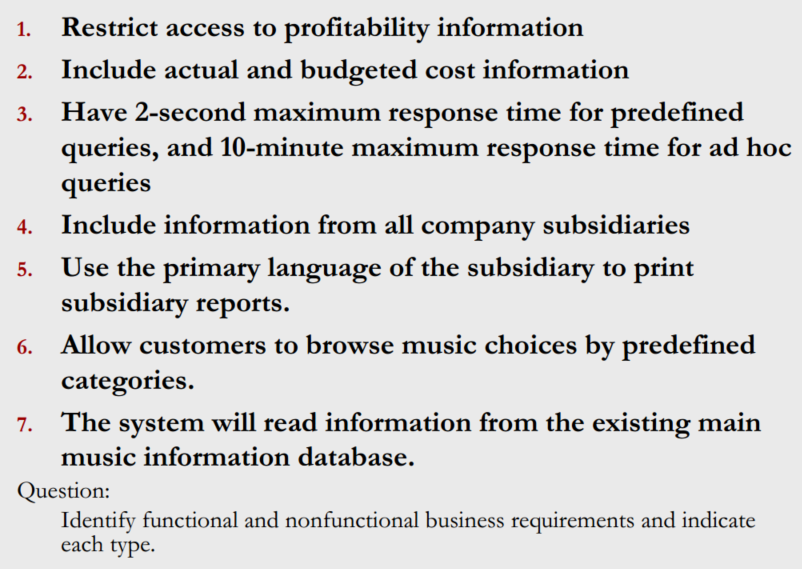 1. Restrict access to profitability information
2. Include actual and budgeted cost information
3. Have 2-second maximum response time for predefined
queries, and 10-minute maximum response time for ad hoc
queries
4. Include information from all company subsidiaries
5. Use the primary language of the subsidiary to print
subsidiary reports.
6. Allow customers to browse music choices by predefined
categories.
7. The system will read information from the existing main
music information database.
Question:
Identify functional and nonfunctional business requirements and indicate
each type.